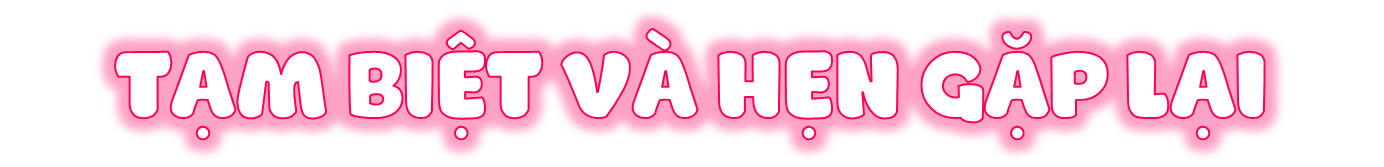 TẠM BIỆT VÀ HẸN GẶP LẠI